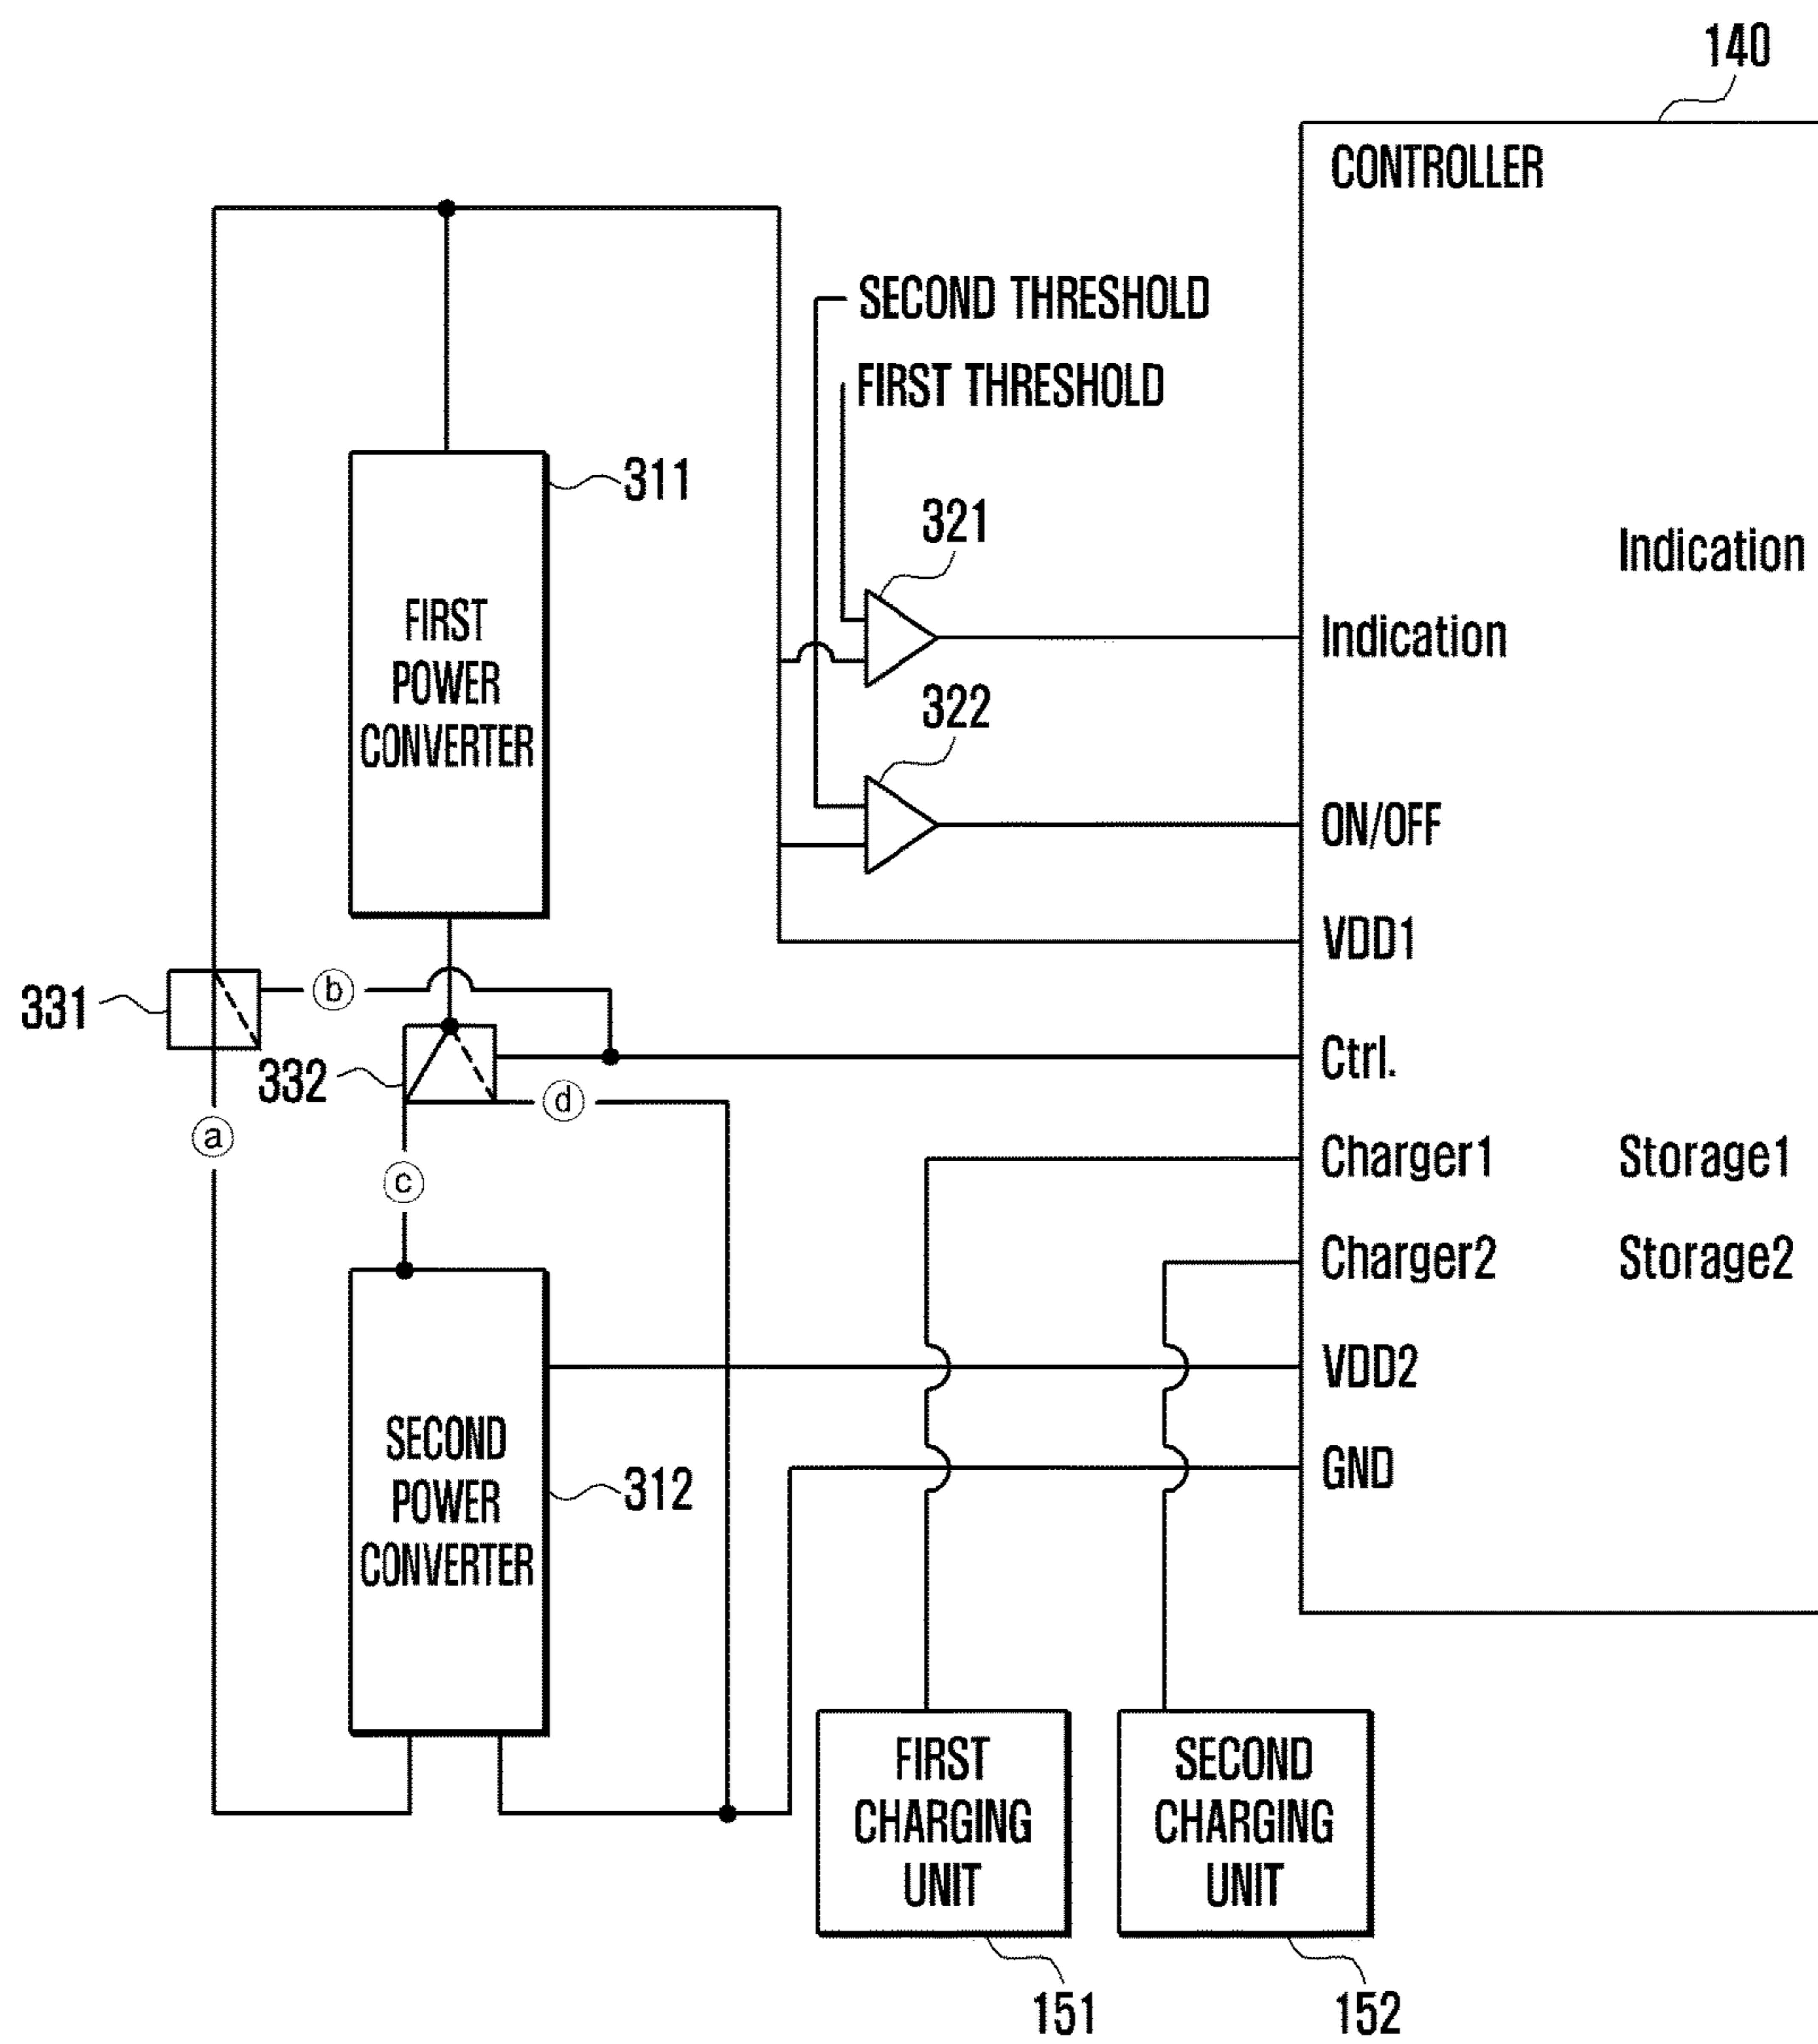 140
CONTROLLER
SECOND THRESHOLD
FIRST THRESHOLD
311
321
Indication
FIRST
POWER
CONVERTER
Indication
322
ON/OFF
VDD1
331
b
332
Ctrl.
d
a
c
Charger1 Storage1
Charger2 Storage2
VDD2
SECOND
POWER
CONVERTER
312
GND
FIRST
CHARGING
UNIT
SECOND
CHARGING
UNIT
151
152